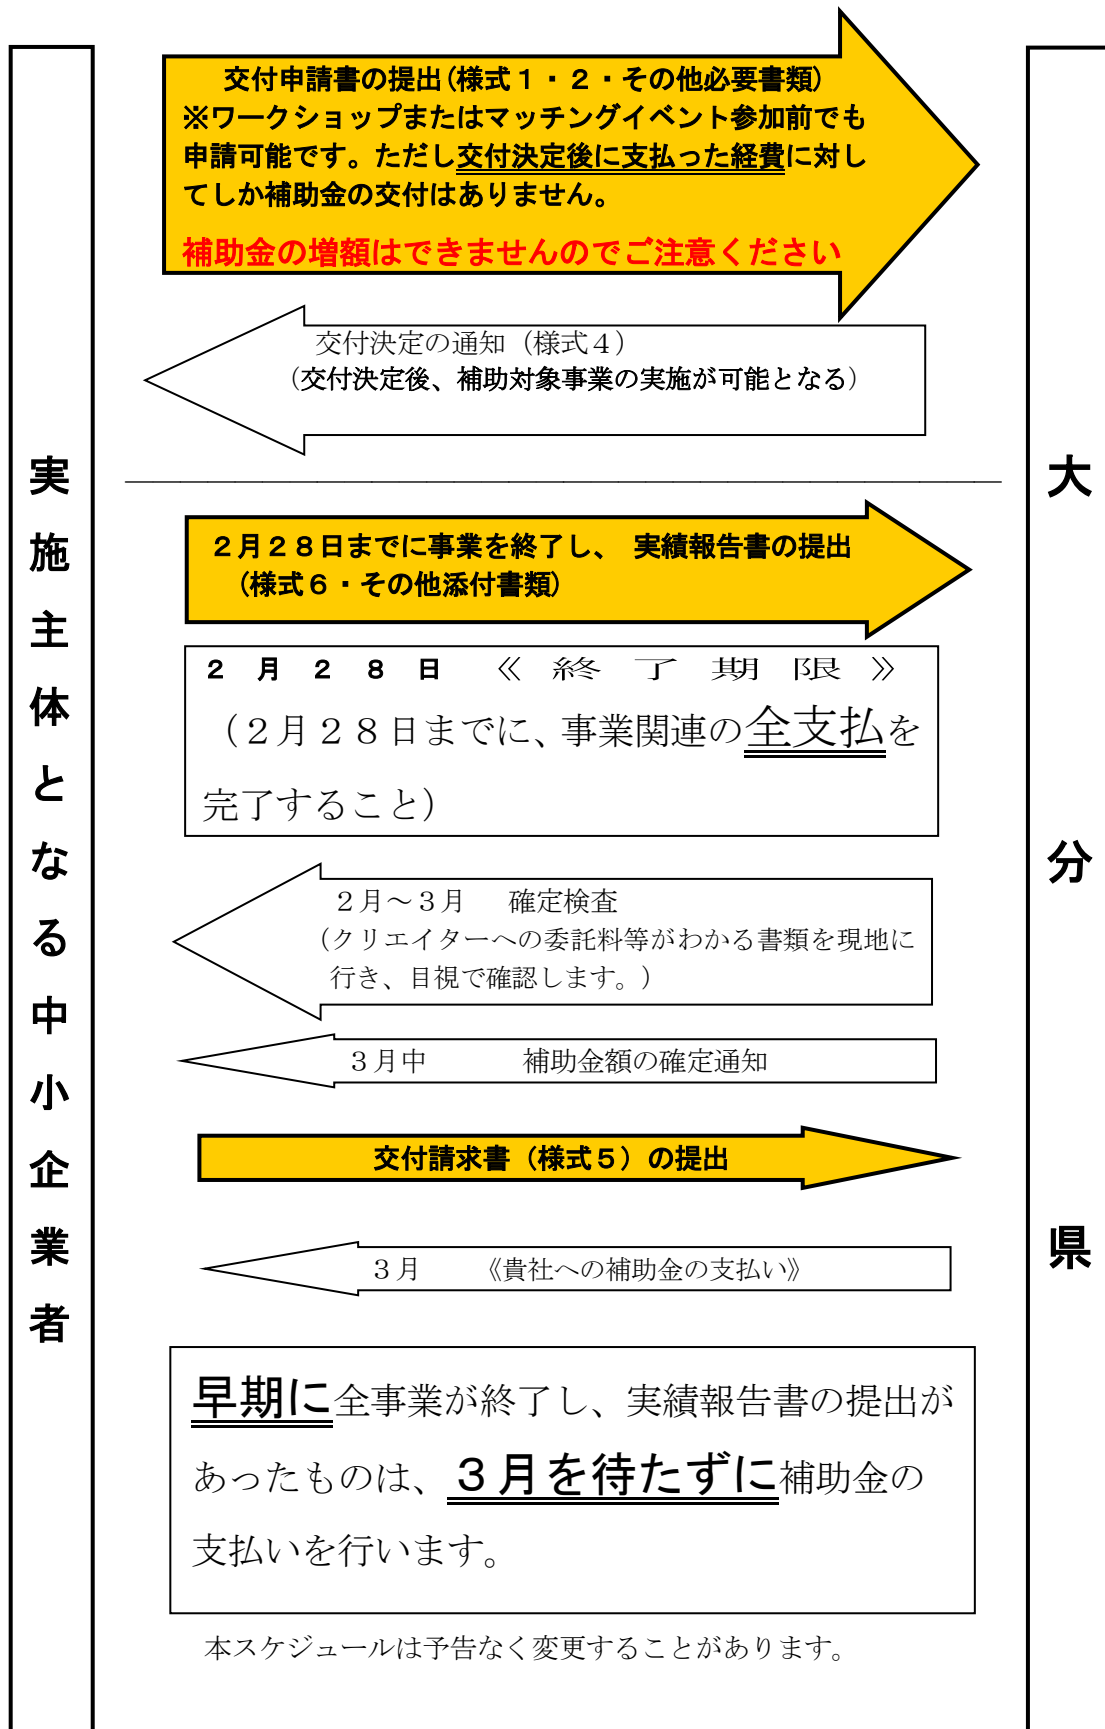 交付申請書の提出(様式１・２・その他必要書類)
※ワークショップまたはマッチングイベント参加前でも
申請可能です。ただし交付決定後に支払った経費に対し
てしか補助金の交付はありません。
補助金の増額はできませんのでご注意ください
交付決定の通知（様式４）
（交付決定後、補助対象事業の実施が可能となる）
２月２８日までに事業を終了し、　実績報告書の提出
(様式６・その他添付書類)
２月２８日　《終了期限》
（２月２８日までに、事業関連の全支払を
完了すること）
２月～３月　確定検査
（クリエイターへの委託料等がわかる書類を現地に
行き、目視で確認します。）
３月中　　　補助金額の確定通知
交付請求書（様式５）の提出
３月　　《貴社への補助金の支払い》
早期に全事業が終了し、実績報告書の提出が
あったものは、３月を待たずに補助金の
支払いを行います。
本スケジュールは予告なく変更することがあります。
実施主体となる中小企業者
大分県